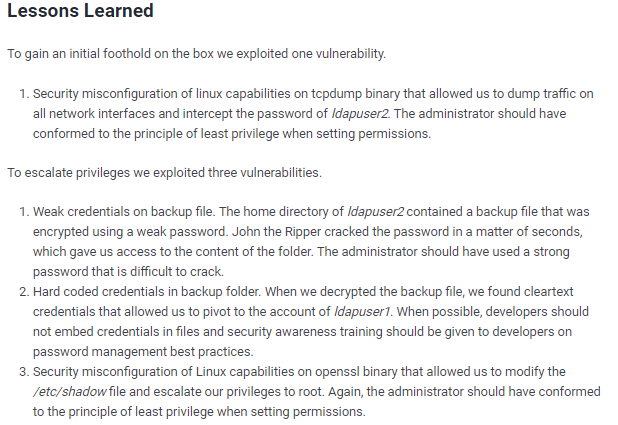 Lessons Learned
To gain an initial foothold on the box we exploited one vulnerability.
1. Security misconfiguration of linux capabilities on tcpdump binary that allowed us to dump traffic on
all network interfaces and intercept the password of ldapuser2. The administrator should have
conformed to the principle of least privilege when setting permissions.
To escalate privileges we exploited three vulnerabilities.
1. Weak credentials on backup file. The home directory of ldapuser2 contained a backup file that was
encrypted using a weak password. John the Ripper cracked the password in a matter of seconds,
which gave us access to the content of the folder. The administrator should have used a strong
password that is difficult to crack.
2. Hard coded credentials in backup folder. When we decrypted the backup file, we found cleartext
credentials that allowed us to pivot to the account of ldapuser1. When possible, developers should
not embed credentials in files and security awareness training should be given to developers on
password management best practices.
3. Security misconfiguration of Linux capabilities on openssl binary that allowed us to modify the
/etc/shadow file and escalate our privileges to root. Again, the administrator should have conformed
to the principle of least privilege when setting permissions.